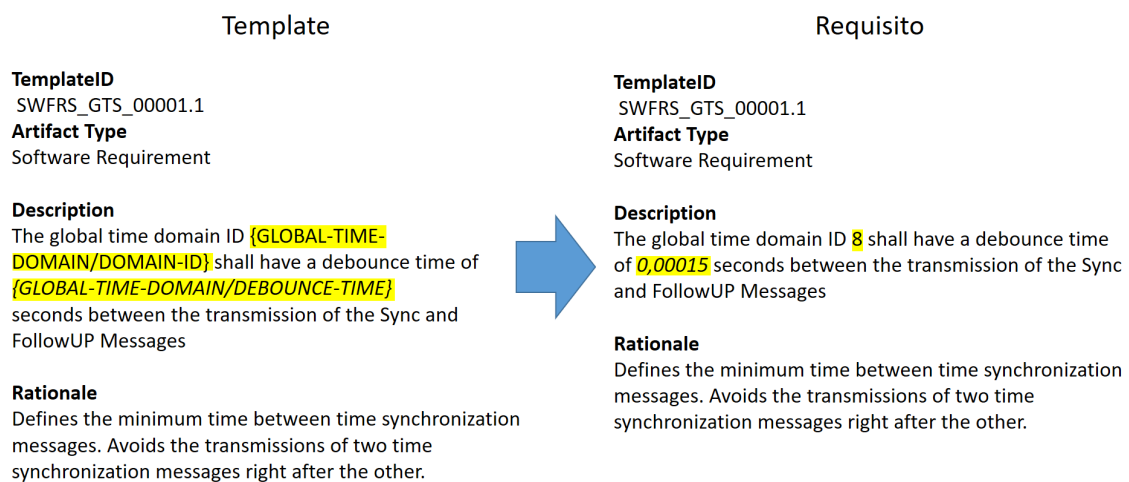 Template
TemplateID
SWFRS_GTS_00001.1
Artifact Type
Software Requirement
Description
The global time domain ID {GLOBAL-TIME-
DOMAIN/DOMAIN-ID} shall have a debounce time of
{GLOBAL-TIME-DOMAIN/DEBOUNCE-TIME}
seconds between the transmission of the Sync and
FollowUP Messages
Rationale
Defines the minimum time between time synchronization
messages. Avoids the transmissions of two time
synchronization messages right after the other.
Requisito
TemplateID
SWFRS_GTS_00001.1
Artifact Type
Software Requirement
Description
The global time domain ID 8 shall have a debounce time
of 0,00015 seconds between the transmission of the Sync
and FollowUP Messages
Rationale
Defines the minimum time between time synchronization
messages. Avoids the transmissions of two time
synchronization messages right after the other.